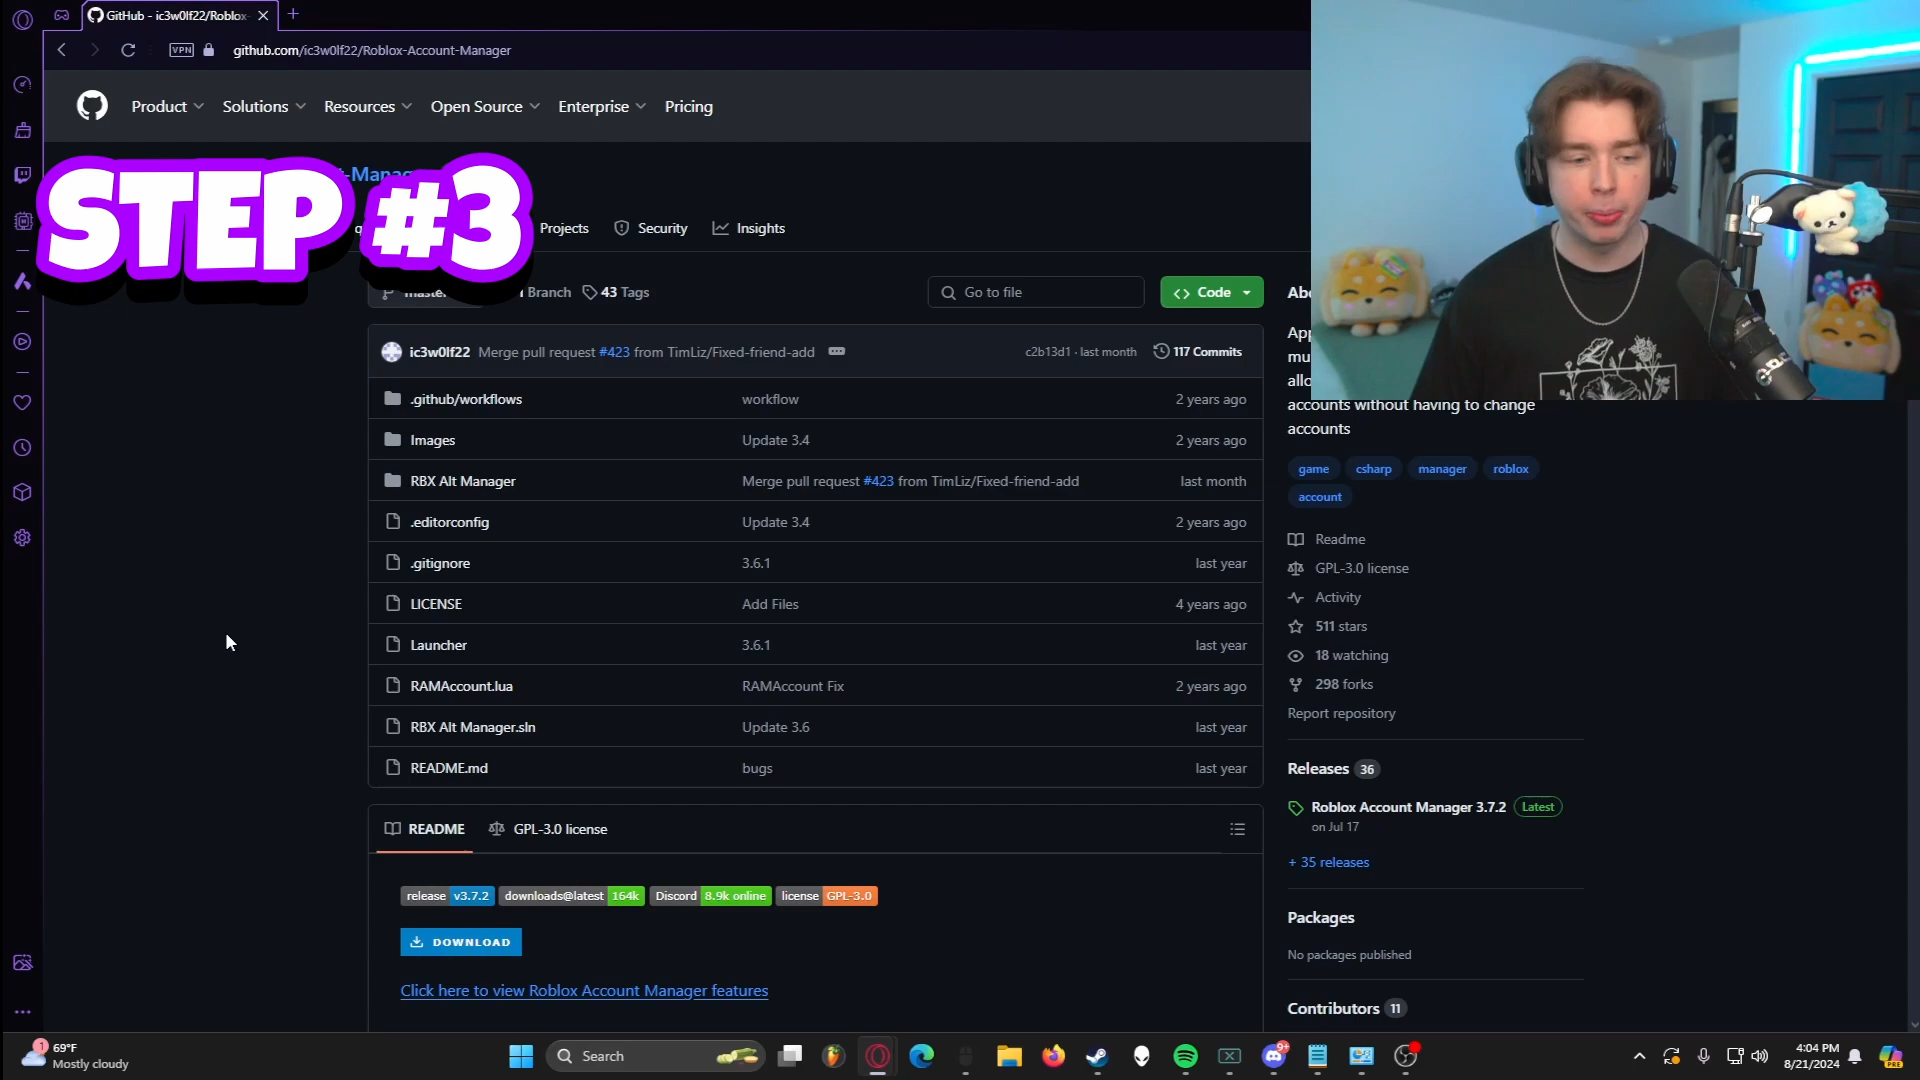 GitHub - ic3w0lf22/Roblox-
VPN github.com/ic3w0lf22/Roblox-Account-Manager
Product Solutions Resources Open Source Enterprise Pricing
STEP #3
Projects Security Insights
Branch 43 Tags Go to file Code
ic3w0lf22 Merge pull request #423 from TimLiz/Fixed-friend-add c2b13d1 · last month 117 Commits
.github/workflows workflow 2 years ago
Images Update 3.4 2 years ago
RBX Alt Manager Merge pull request #423 from TimLiz/Fixed-friend-add last month
.editorconfig Update 3.4 2 years ago
.gitignore 3.6.1 last year
LICENSE Add Files 4 years ago
Launcher 3.6.1 last year
RAMAccount.lua RAMAccount Fix 2 years ago
RBX Alt Manager.sln Update 3.6 last year
README.md bugs last year
README GPL-3.0 license
release v3.7.2 downloads@latest 164k Discord 8.9k online license GPL-3.0
DOWNLOAD
Click here to view Roblox Account Manager features
accounts without having to change
accounts
game csharp manager roblox
account
Readme
GPL-3.0 license
Activity
511 stars
18 watching
298 forks
Report repository
Releases 36
Roblox Account Manager 3.7.2 Latest
on Jul 17
+ 35 releases
Packages
No packages published
Contributors 11
1 69°F
Mostly cloudy
Search
9+
4:04 PM
8/21/2024
PRE